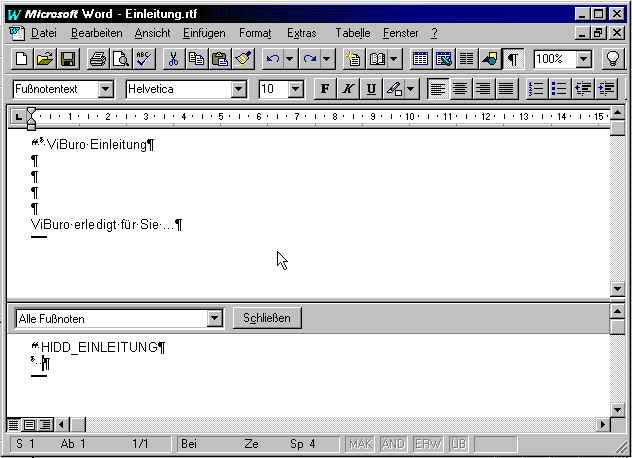 Microsoft Word - Einleitung.rtf
Datei Bearbeiten Ansicht Einfügen Format Extras Tabelle Fenster ?
ABC 100%
Fußnotentext Helvetica 10 F K U
1 2 3 4 5 6 7 8 9 10 11 12 13 14 15
#$·ViBuro·Einleitung¶
¶
¶
¶
¶
ViBuro·erledigt·für·Sie·...¶
Alle Fußnoten Schließen
#·HIDD_EINLEITUNG¶
$··¶
S 1 Ab 1 1/1 Bei Ze Sp 4 MAK ÄND ERW ÜB